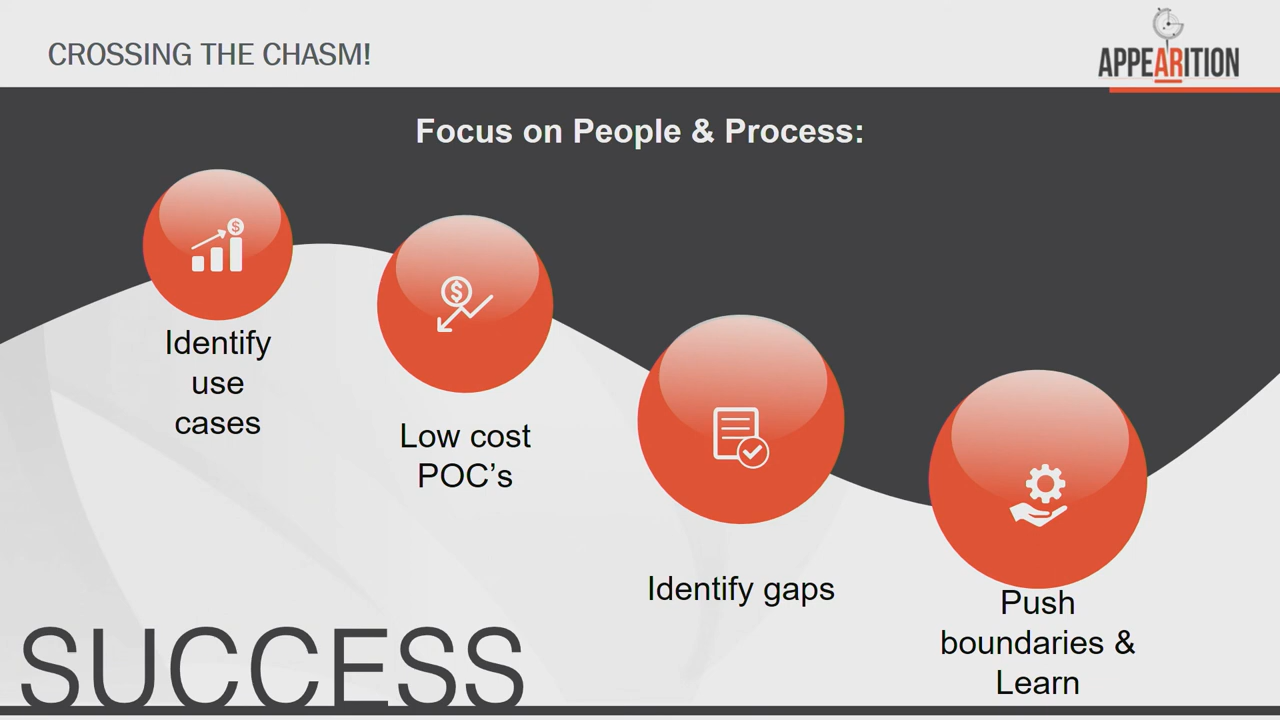 CROSSING THE CHASM!
APPEARITION
Focus on People & Process:
Identify
use
cases
Low cost
POC’s
Identify gaps
Push
boundaries &
Learn
SUCCESS